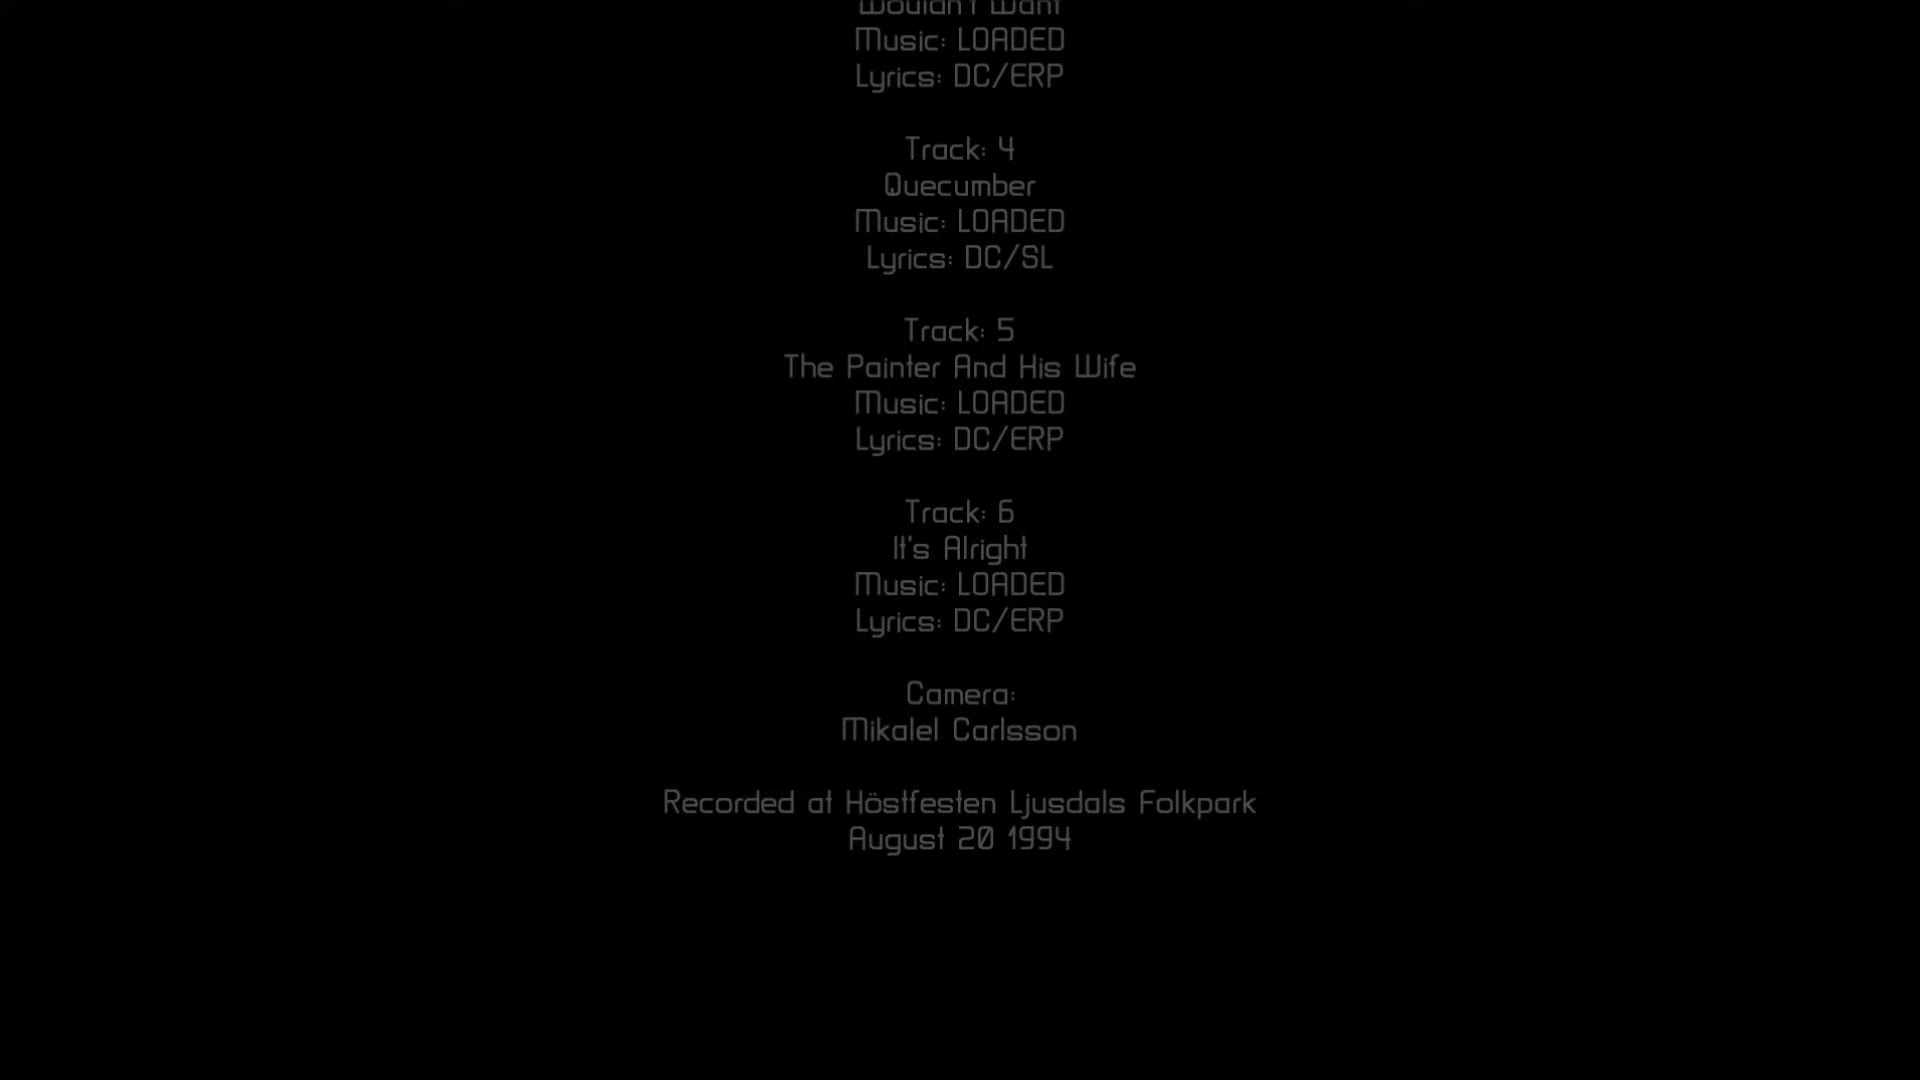 Wouldn't Want
Music: LOADED
Lyrics: DC/ERP
Track: 4
Quecumber
Music: LOADED
Lyrics: DC/SL
Track: 5
The Painter And His Wife
Music: LOADED
Lyrics: DC/ERP
Track: 6
It's Alright
Music: LOADED
Lyrics: DC/ERP
Camera:
Mikalel Carlsson
Recorded at Höstfesten Ljusdals Folkpark
August 20 1994